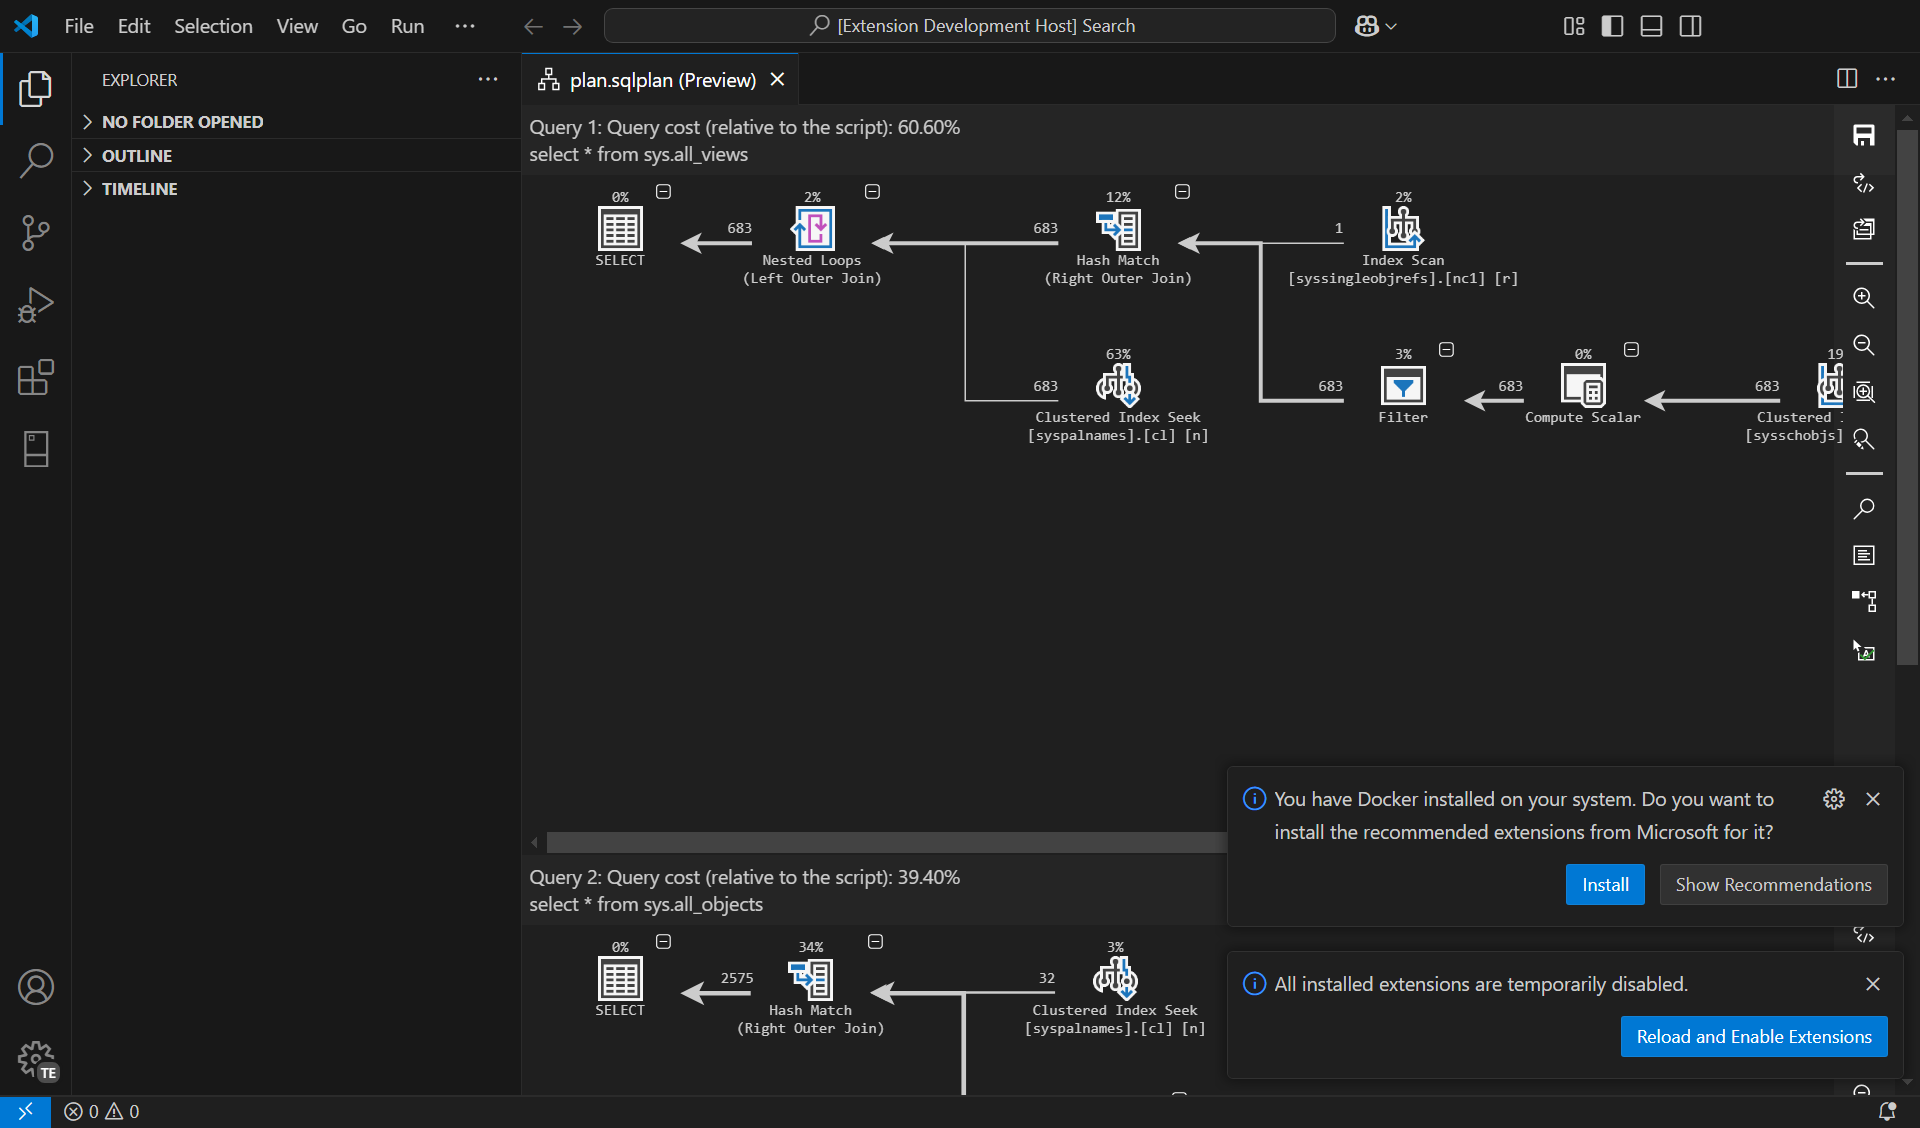 File Edit Selection View Go Run ···
[Extension Development Host] Search
EXPLORER
NO FOLDER OPENED
OUTLINE
TIMELINE
plan.sqlplan (Preview)
Query 1: Query cost (relative to the script): 60.60%
select * from sys.all_views
0%
SELECT
683
2%
Nested Loops
(Left Outer Join)
683
12%
Hash Match
(Right Outer Join)
1
2%
Index Scan
[syssingleobjrefs].[nc1] [r]
683
63%
Clustered Index Seek
[syspalnames].[cl] [n]
683
3%
Filter
683
0%
Compute Scalar
683
19
Clustered
[sysschobjs]
Query 2: Query cost (relative to the script): 39.40%
select * from sys.all_objects
0%
SELECT
2575
34%
Hash Match
(Right Outer Join)
32
3%
Clustered Index Seek
[syspalnames].[cl] [n]
You have Docker installed on your system. Do you want to
install the recommended extensions from Microsoft for it?
Install
Show Recommendations
All installed extensions are temporarily disabled.
Reload and Enable Extensions
TE
0 0